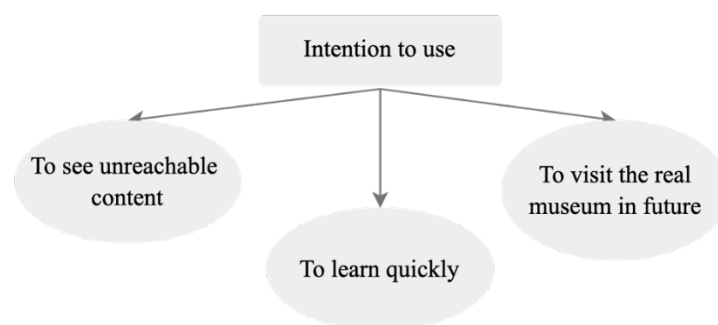 Intention to use
To see unreachable
content
To learn quickly
To visit the real
museum in future